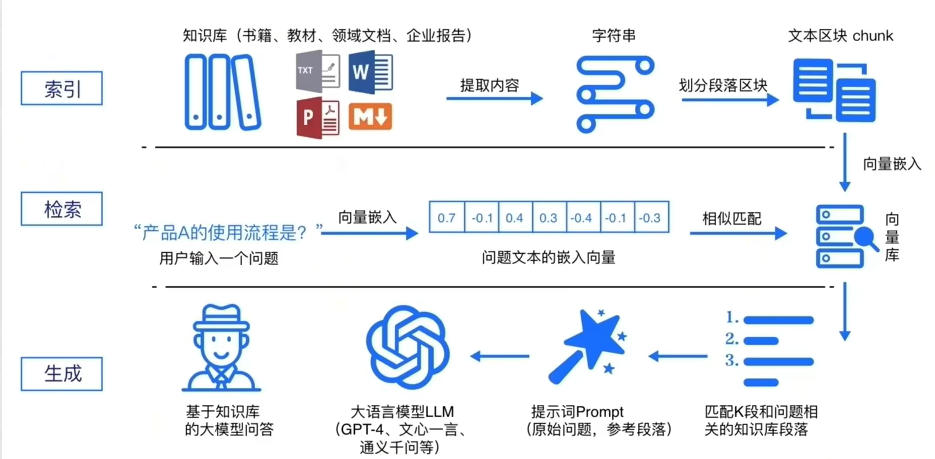 知识库（书籍、教材、领域文档、企业报告）
字符串
文本区块 chunk
索引
TXT
W
P
M
提取内容
划分段落区块
向量嵌入
检索
“产品A的使用流程是？”
用户输入一个问题
向量嵌入
0.7 -0.1 0.4 0.3 -0.4 -0.1 -0.3
问题文本的嵌入向量
相似匹配
向量库
生成
1.
2.
3.
基于知识库
的大模型问答
大语言模型LLM
（GPT-4、文心一言、
通义千问等）
提示词Prompt
（原始问题，参考段落）
匹配K段和问题相
关的知识库段落